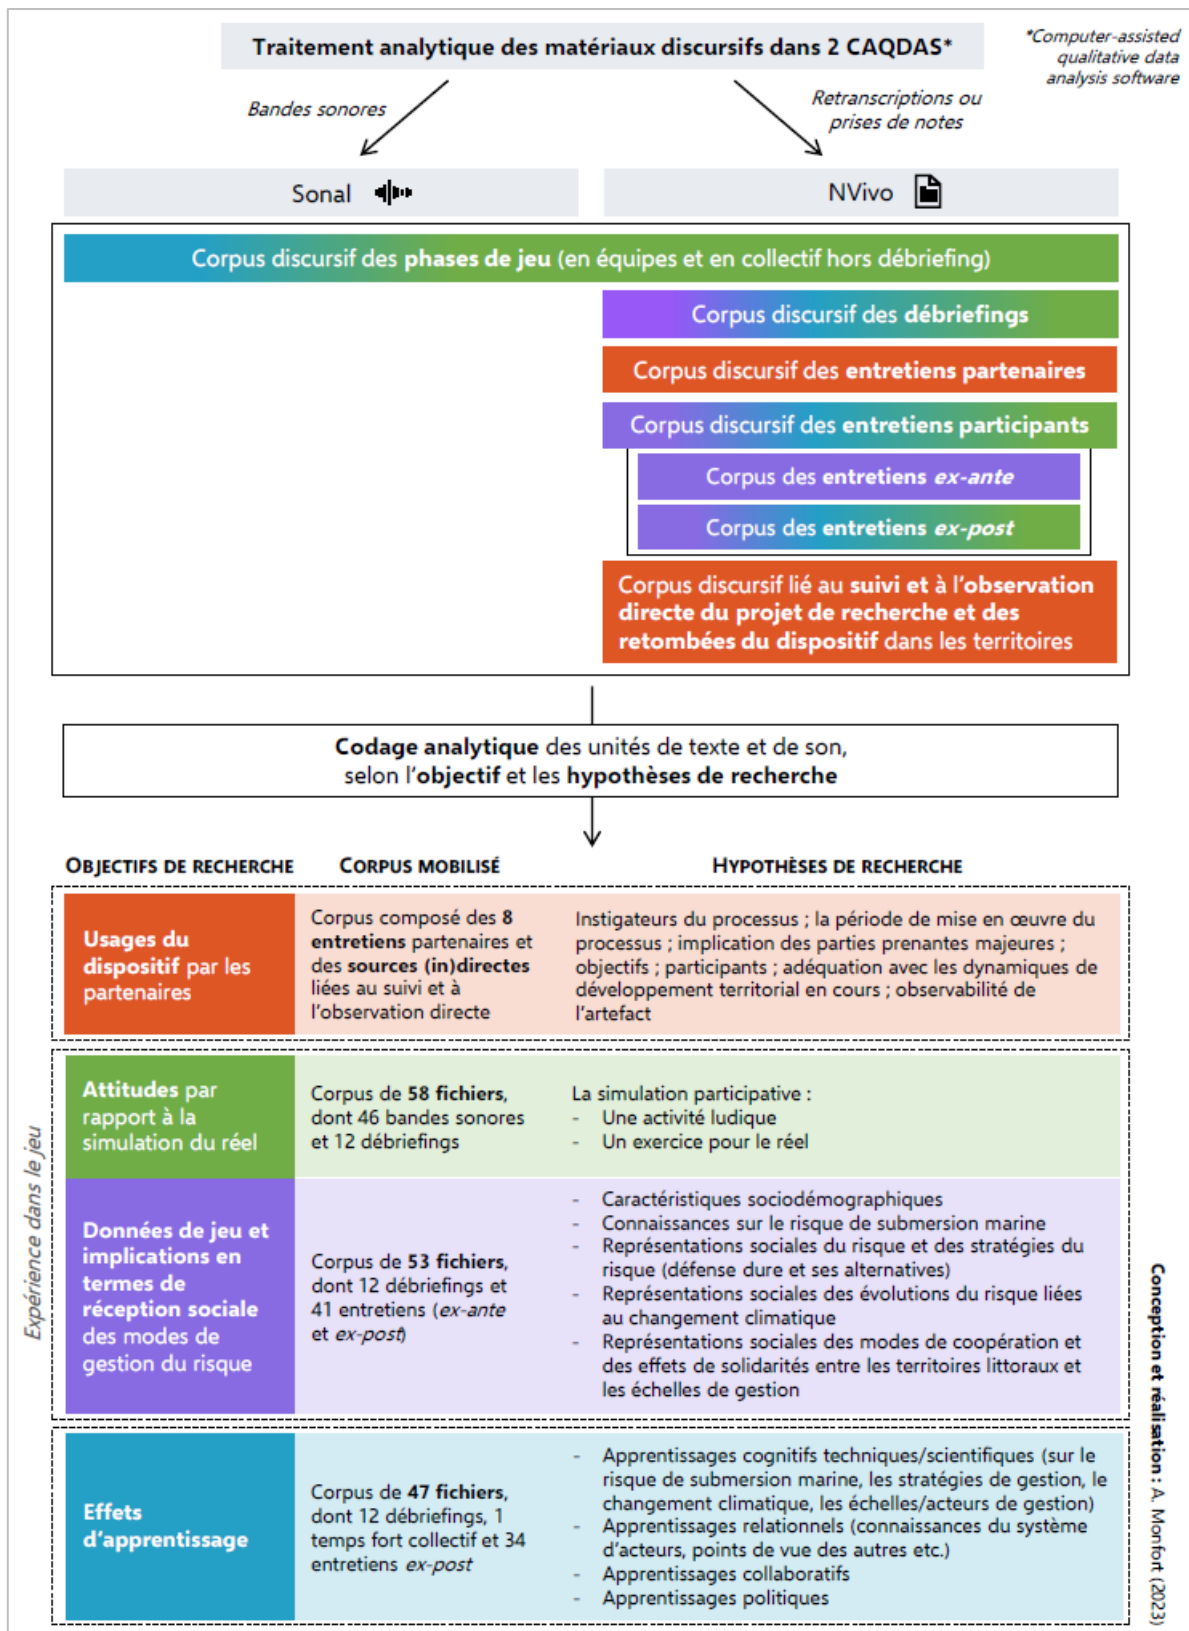 Traitement analytique des matériaux discursifs dans 2 CAQDAS*
*Computer-assisted
qualitative data
analysis software
Bandes sonores
Retranscriptions ou
prises de notes
Sonal
NVivo
Corpus discursif des phases de jeu (en équipes et en collectif hors débriefing)
Corpus discursif des débriefings
Corpus discursif des entretiens partenaires
Corpus discursif des entretiens participants
Corpus des entretiens ex-ante
Corpus des entretiens ex-post
Corpus discursif lié au suivi et à l'observation
directe du projet de recherche et des
retombées du dispositif dans les territoires
Codage analytique des unités de texte et de son,
selon l'objectif et les hypothèses de recherche
OBJECTIFS DE RECHERCHE
CORPUS MOBILISÉ
HYPOTHÈSES DE RECHERCHE
Usages du
dispositif par les
partenaires
Corpus composé des 8
entretiens partenaires et
des sources (in)directes
liées au suivi et à
l'observation directe
Instigateurs du processus ; la période de mise en œuvre du
processus ; implication des parties prenantes majeures ;
objectifs ; participants ; adéquation avec les dynamiques de
développement territorial en cours ; observabilité de
l'artefact
Expérience dans le jeu
Attitudes par
rapport à la
simulation du réel
Corpus de 58 fichiers,
dont 46 bandes sonores
et 12 débriefings
La simulation participative :
- Une activité ludique
- Un exercice pour le réel
Données de jeu et
implications en
termes de
réception sociale
des modes de
gestion du risque
Corpus de 53 fichiers,
dont 12 débriefings et
41 entretiens (ex-ante
et ex-post)
- Caractéristiques sociodémographiques
- Connaissances sur le risque de submersion marine
- Représentations sociales du risque et des stratégies du
risque (défense dure et ses alternatives)
- Représentations sociales des évolutions du risque liées
au changement climatique
- Représentations sociales des modes de coopération et
des effets de solidarités entre les territoires littoraux et
les échelles de gestion
Effets
d'apprentissage
Corpus de 47 fichiers,
dont 12 débriefings, 1
temps fort collectif et 34
entretiens ex-post
- Apprentissages cognitifs techniques/scientifiques (sur le
risque de submersion marine, les stratégies de gestion, le
changement climatique, les échelles/acteurs de gestion)
- Apprentissages relationnels (connaissances du système
d'acteurs, points de vue des autres etc.)
- Apprentissages collaboratifs
- Apprentissages politiques
Conception et réalisation : A. Monfort (2023)